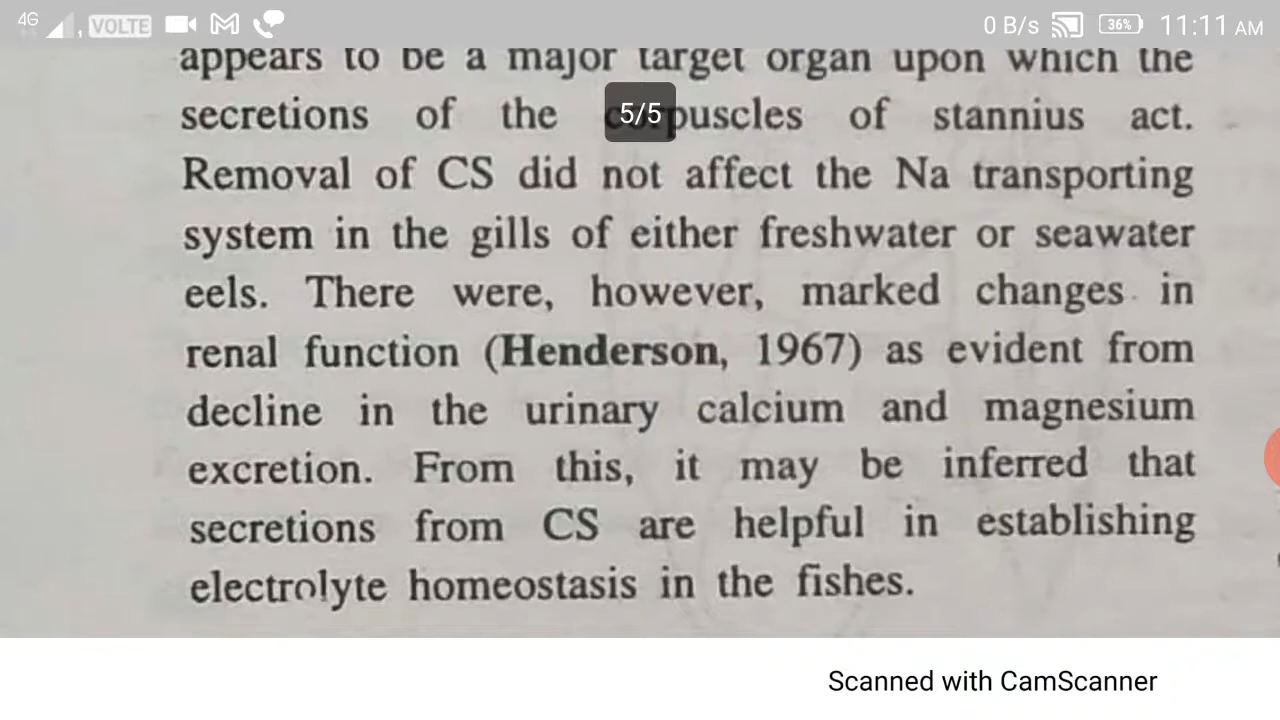 4G VOLTE 0 B/s 36% 11:11 AM
appears to be a major target organ upon which the
5/5
secretions of the corpuscles of stannius act.
Removal of CS did not affect the Na transporting
system in the gills of either freshwater or seawater
eels. There were, however, marked changes in
renal function (Henderson, 1967) as evident from
decline in the urinary calcium and magnesium
excretion. From this, it may be inferred that
secretions from CS are helpful in establishing
electrolyte homeostasis in the fishes.
Scanned with CamScanner